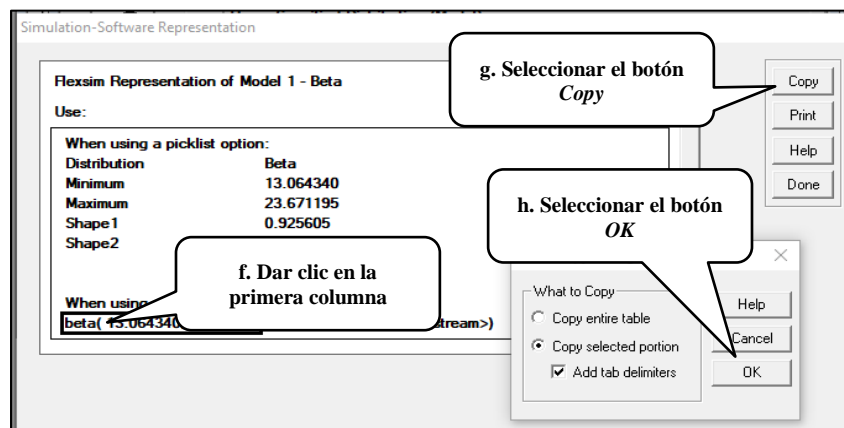 Simulation-Software Representation
Flexsim Representation of Model 1 - Beta
Use:
When using a picklist option:
Distribution Beta
Minimum 13.064340
Maximum 23.671195
Shape1 0.925605
Shape2
When using
beta( 13.064340 stream>)
f. Dar clic en la
primera columna
g. Seleccionar el botón
Copy
Copy
Print
Help
Done
h. Seleccionar el botón
OK
What to Copy
Copy entire table
Copy selected portion
Add tab delimiters
Help
Cancel
OK